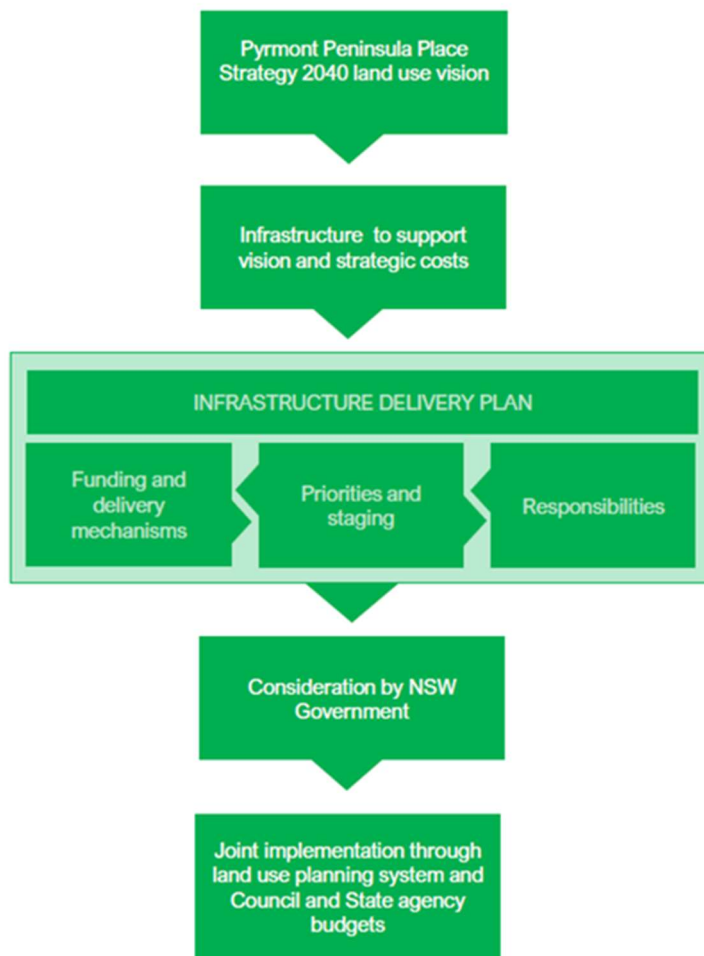 Pyrmont Peninsula Place
Strategy 2040 land use vision
Infrastructure to support
vision and strategic costs
INFRASTRUCTURE DELIVERY PLAN
Funding and
delivery
mechanisms
Priorities and
staging
Responsibilities
Consideration by NSW
Government
Joint implementation through
land use planning system and
Council and State agency
budgets